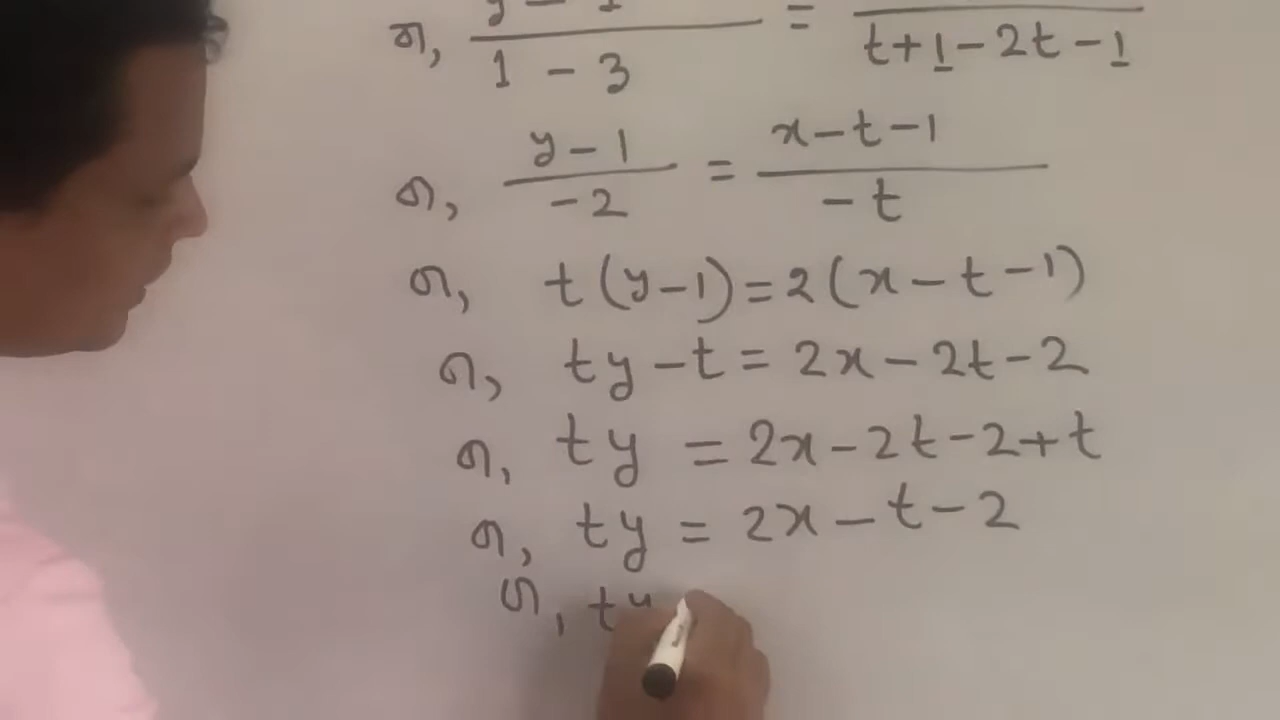 বা, y - 1 / 1 - 3 = / t+1-2t-1
বা, y-1 / -2 = x-t-1 / -t
বা, t(y-1)=2(x-t-1)
বা, ty-t=2x-2t-2
বা, ty=2x-2t-2+t
বা, ty=2x-t-2
বা, ty